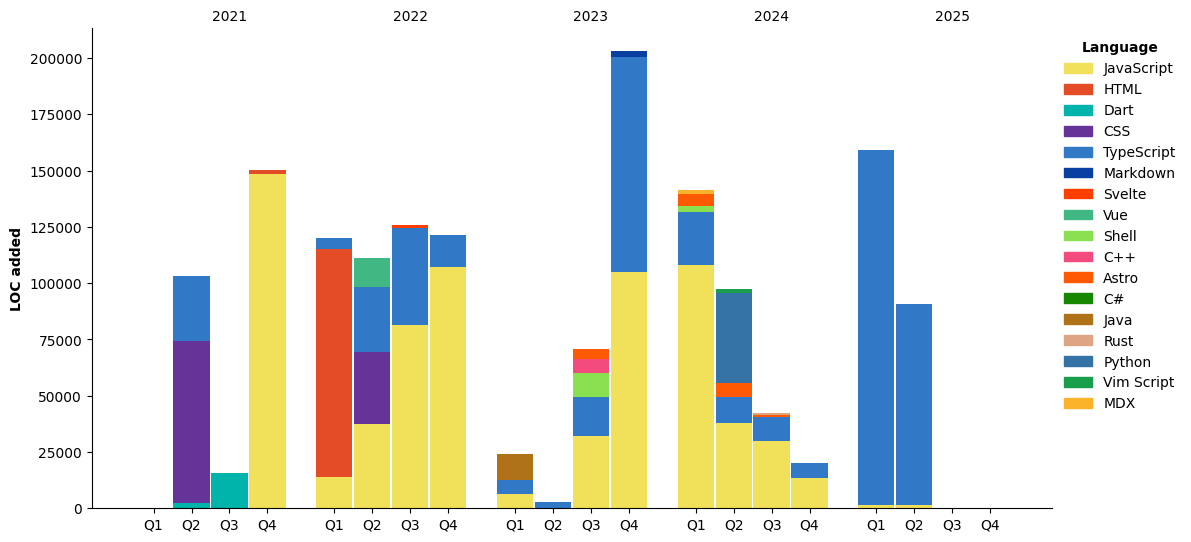 2021 2022 2023 2024 2025
Language
JavaScript
HTML
Dart
CSS
TypeScript
Markdown
Svelte
Vue
Shell
C++
Astro
C#
Java
Rust
Python
Vim Script
MDX
LOC added
200000
175000
150000
125000
100000
75000
50000
25000
0
Q1 Q2 Q3 Q4 Q1 Q2 Q3 Q4 Q1 Q2 Q3 Q4 Q1 Q2 Q3 Q4 Q1 Q2 Q3 Q4